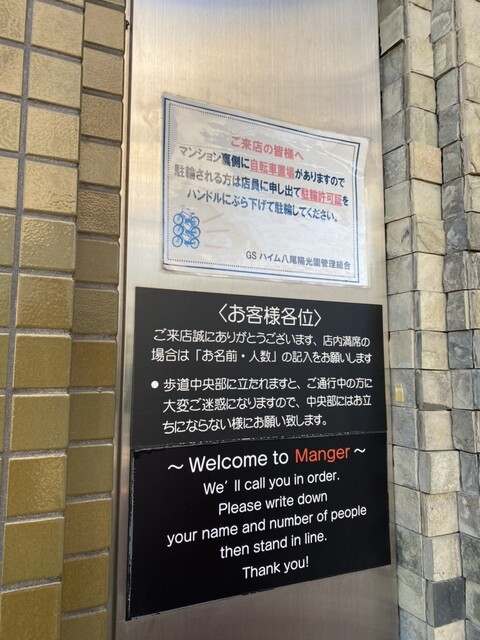 ご来店の皆様へ
マンション裏側に自転車置場がありますので
駐輪される方は店員に申し出て駐輪許可証を
ハンドルにぶら下げて駐輪してください。
GSハイム八尾陽光園管理組合
〈お客様各位〉
ご来店誠にありがとうございます、店内満席の
場合は「お名前・人数」の記入をお願いします
● 歩道中央部に立たれますと、ご通行中の方に
大変ご迷惑になりますので、中央部にはお立
ちにならない様にお願い致します。
～Welcome to Manger～
We'll call you in order.
Please write down
your name and number of people
then stand in line.
Thank you!